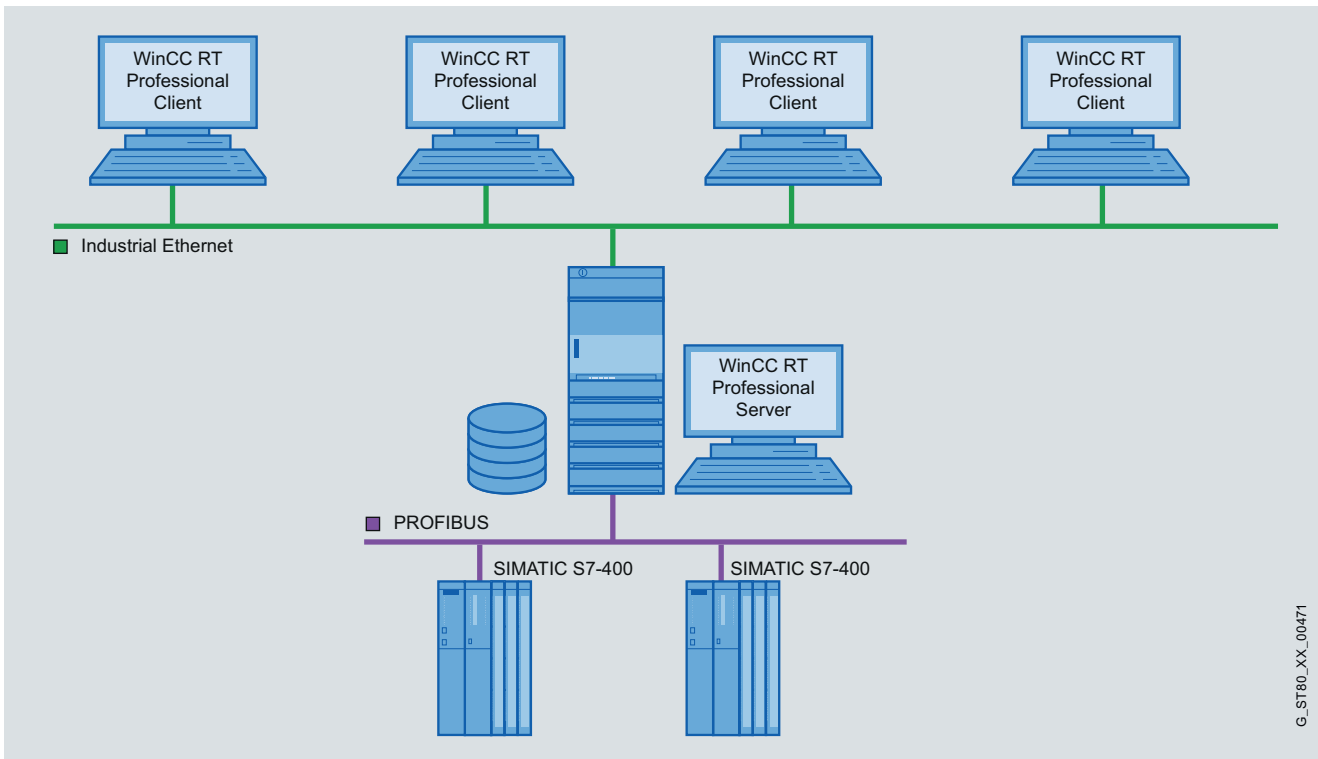 WinCC RT
Professional
Client
WinCC RT
Professional
Client
WinCC RT
Professional
Client
WinCC RT
Professional
Client
Industrial Ethernet
WinCC RT
Professional
Server
PROFIBUS
SIMATIC S7-400
SIMATIC S7-400
G_ST80_XX_00471